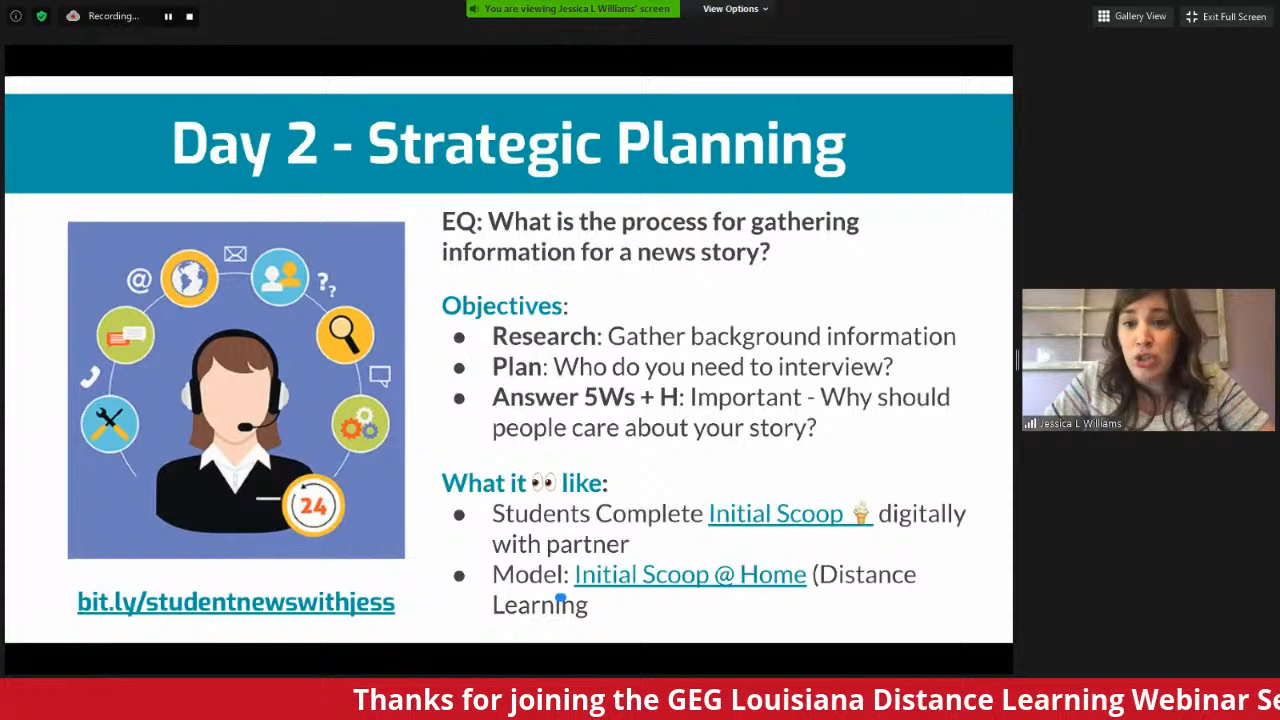 Recording...
You are viewing Jessica L Williams' screen
View Options
Gallery View
Exit Full Screen
Day 2 - Strategic Planning
EQ: What is the process for gathering
information for a news story?
Objectives:
● Research: Gather background information
● Plan: Who do you need to interview?
● Answer 5Ws + H: Important - Why should
people care about your story?
What it 👀 like:
● Students Complete Initial Scoop 🍦 digitally
with partner
● Model: Initial Scoop @ Home (Distance
Learning
@
??
24
bit.ly/studentnewswithjess
Jessica L Williams
Thanks for joining the GEG Louisiana Distance Learning Webinar Se